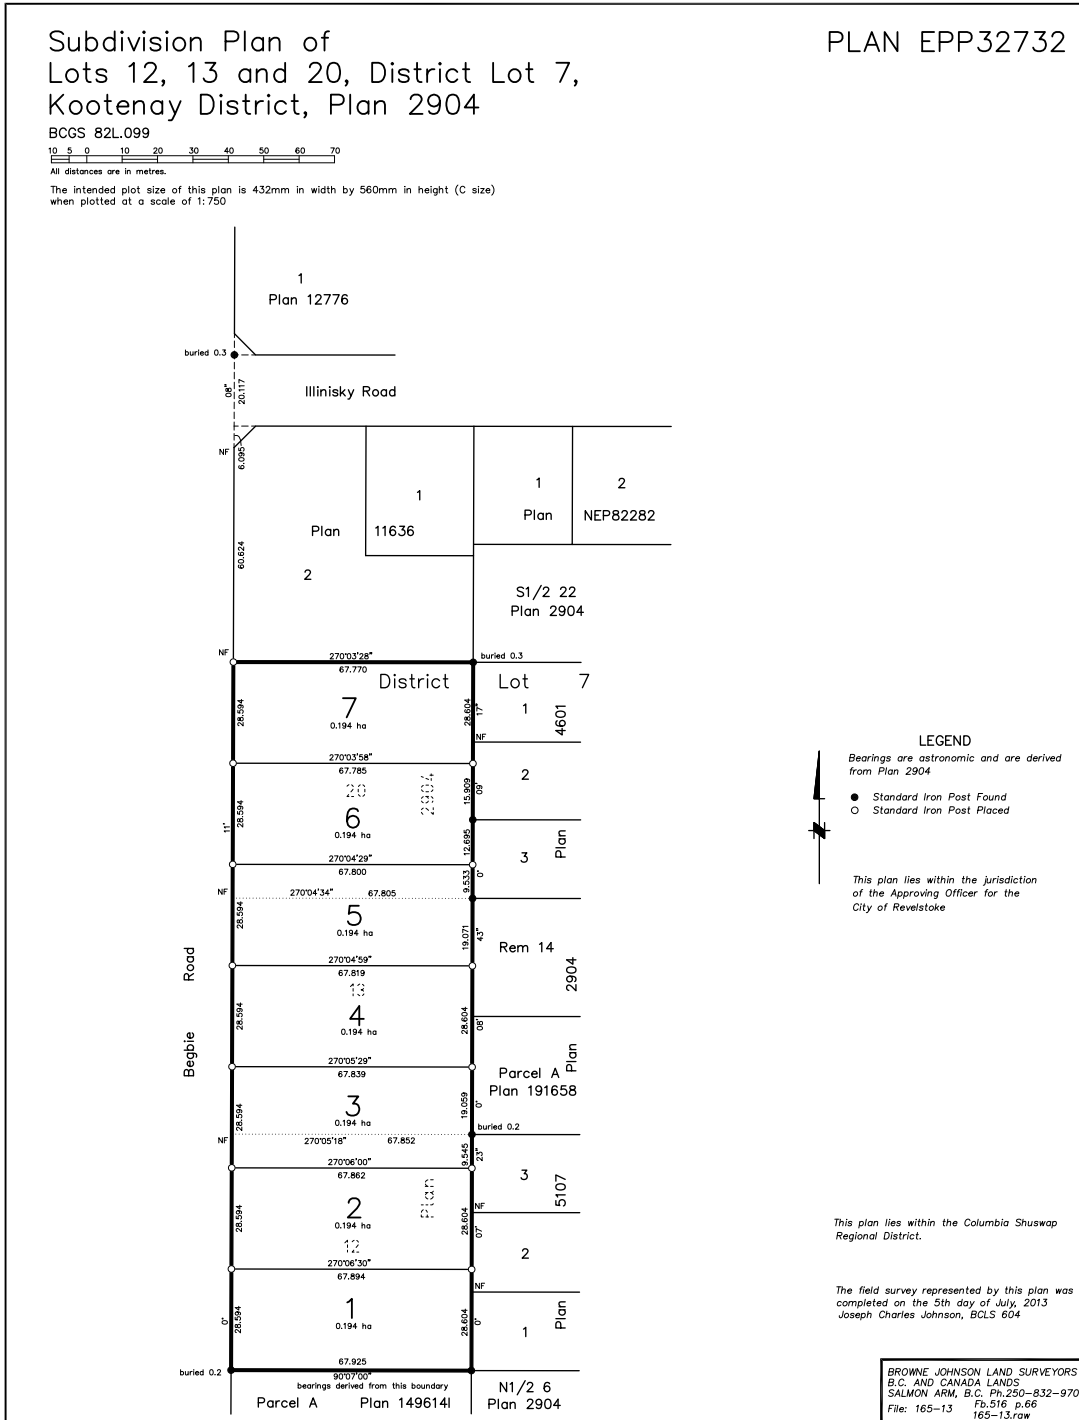 Subdivision Plan of
Lots 12, 13 and 20, District Lot 7,
Kootenay District, Plan 2904
PLAN EPP32732
BCGS 82L.099
10 5 0 10 20 30 40 50 60 70
All distances are in metres.
The intended plot size of this plan is 432mm in width by 560mm in height (C size)
when plotted at a scale of 1:750
1
Plan 12776
buried 0.3
08"
20.117
Illinisky Road
NF
6.095
60.624
1
Plan 11636
2
1 2
Plan NEP82282
S1/2 22
Plan 2904
NF
270°03'28"
67.770
buried 0.3
District Lot 7
28.594
7
0.194 ha
28.604
17"
1
4601
NF
270°03'58"
67.785
20
2904
15.909
09'
2
28.594
11'
6
0.194 ha
12.695
3
Plan
270°04'29"
67.800
9.533
0°
NF
270°04'34" 67.805
28.594
5
0.194 ha
19.071
43"
Rem 14
2904
270°04'59"
67.819
13
Road
Begbie
28.594
4
0.194 ha
28.604
08'
Plan
270°05'29"
67.839
Parcel A
Plan 191658
28.594
3
0.194 ha
19.059
0°
buried 0.2
NF
270°05'18" 67.852
9.545
23"
270°06'00"
67.862
3
5107
Plan
28.594
2
0.194 ha
28.604
NF
07'
12
2
270°06'30"
67.894
NF
28.594
0°
1
0.194 ha
28.604
0°
Plan
1
67.925
buried 0.2
90°07'00"
bearings derived from this boundary
Parcel A Plan 149614I
N1/2 6
Plan 2904
LEGEND
Bearings are astronomic and are derived
from Plan 2904
Standard Iron Post Found
Standard Iron Post Placed
This plan lies within the jurisdiction
of the Approving Officer for the
City of Revelstoke
This plan lies within the Columbia Shuswap
Regional District.
The field survey represented by this plan was
completed on the 5th day of July, 2013
Joseph Charles Johnson, BCLS 604
BROWNE JOHNSON LAND SURVEYORS
B.C. AND CANADA LANDS
SALMON ARM, B.C. Ph.250-832-970
File: 165-13 Fb.516 p.66
165-13.raw